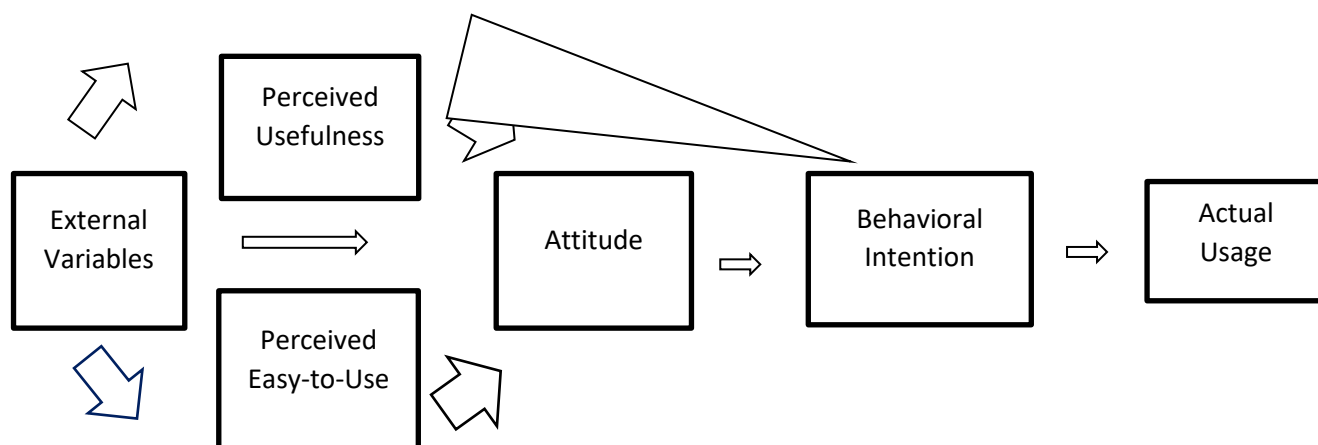 Perceived
Usefulness
External
Variables
Attitude
Behavioral
Intention
Actual
Usage
Perceived
Easy-to-Use